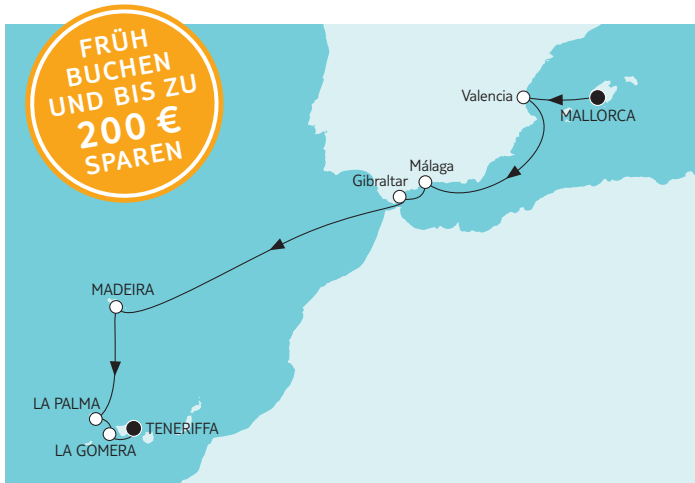 FRÜH
BUCHEN
UND BIS ZU
200 €
SPAREN
Valencia
MALLORCA
Málaga
Gibraltar
MADEIRA
LA PALMA
TENERIFFA
LA GOMERA